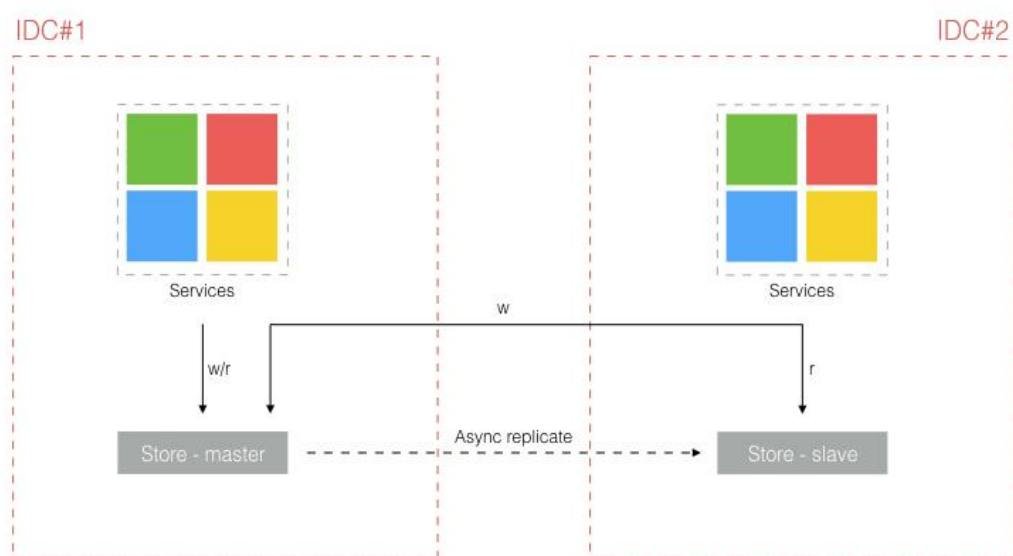 IDC#1
IDC#2
Services
Services
w
w/r
r
Async replicate
Store - master
Store - slave